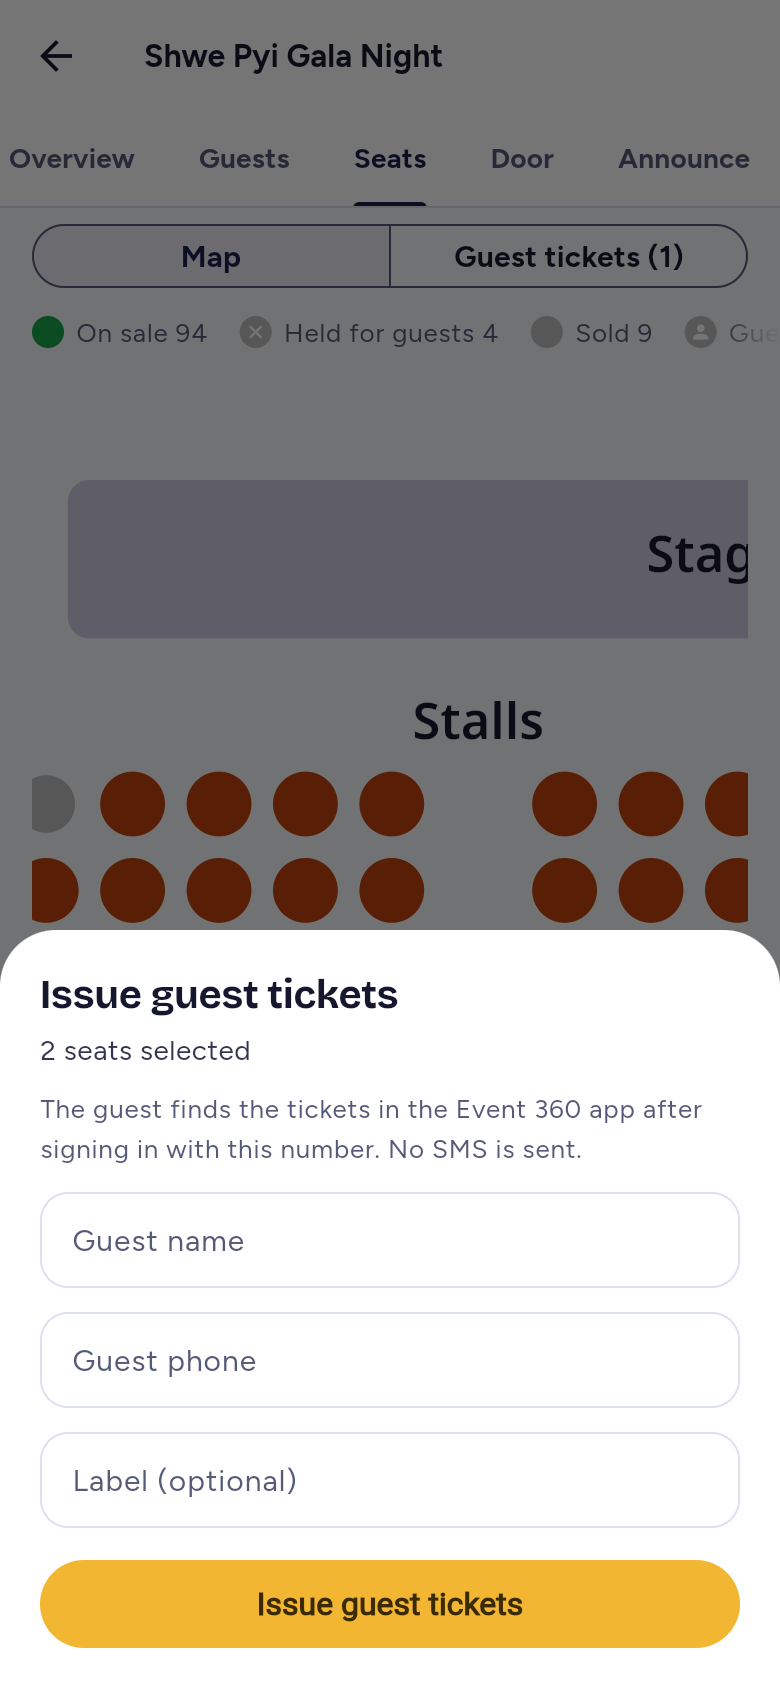 Shwe Pyi Gala Night
Overview Guests Seats Door Announce
Map Guest tickets (1)
On sale 94 Held for guests 4 Sold 9 Gue
Stag
Stalls
Issue guest tickets
2 seats selected
The guest finds the tickets in the Event 360 app after
signing in with this number. No SMS is sent.
Guest name
Guest phone
Label (optional)
Issue guest tickets